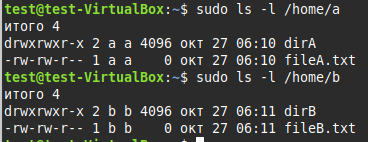 test@test-VirtualBox:~$ sudo ls -l /home/a
итого 4
drwxrwxr-x 2 a a 4096 окт 27 06:10 dirA
-rw-rw-r-- 1 a a    0 окт 27 06:10 fileA.txt
test@test-VirtualBox:~$ sudo ls -l /home/b
итого 4
drwxrwxr-x 2 b b 4096 окт 27 06:11 dirB
-rw-rw-r-- 1 b b    0 окт 27 06:11 fileB.txt
test@test-VirtualBox:~$